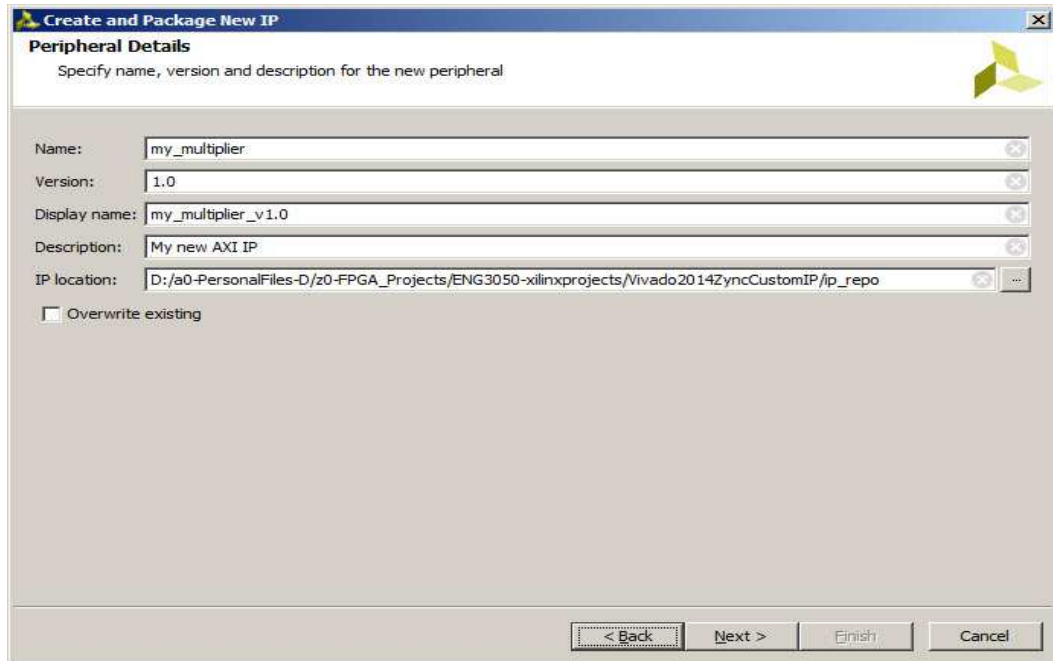 Create and Package New IP
Peripheral Details
Specify name, version and description for the new peripheral
Name: my_multiplier
Version: 1.0
Display name: my_multiplier_v1.0
Description: My new AXI IP
IP location: D:/a0-PersonalFiles-D/z0-FPGA_Projects/ENG3050-xilinxprojects/Vivado2014ZyncCustomIP/ip_repo ...
Overwrite existing
< Back Next > Finish Cancel